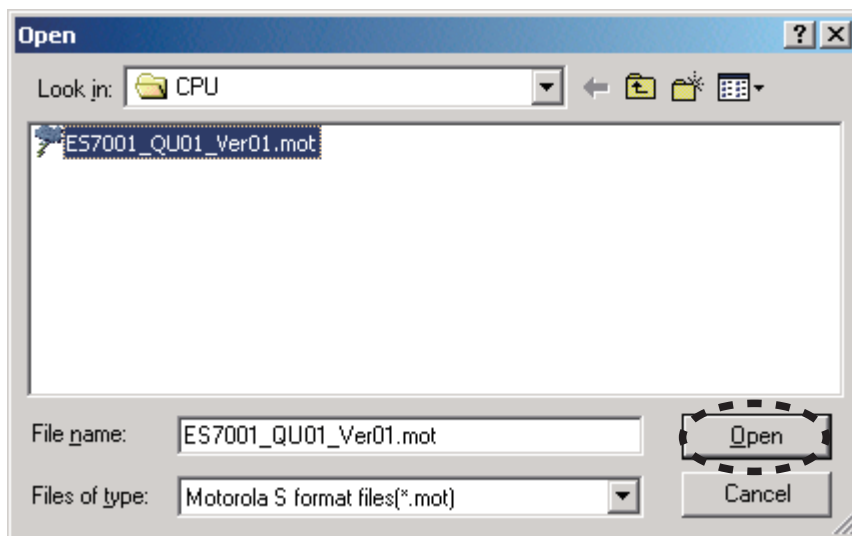 Open
Look in: CPU
ES7001_QU01_Ver01.mot
File name: ES7001_QU01_Ver01.mot Open
Files of type: Motorola S format files(*.mot) Cancel